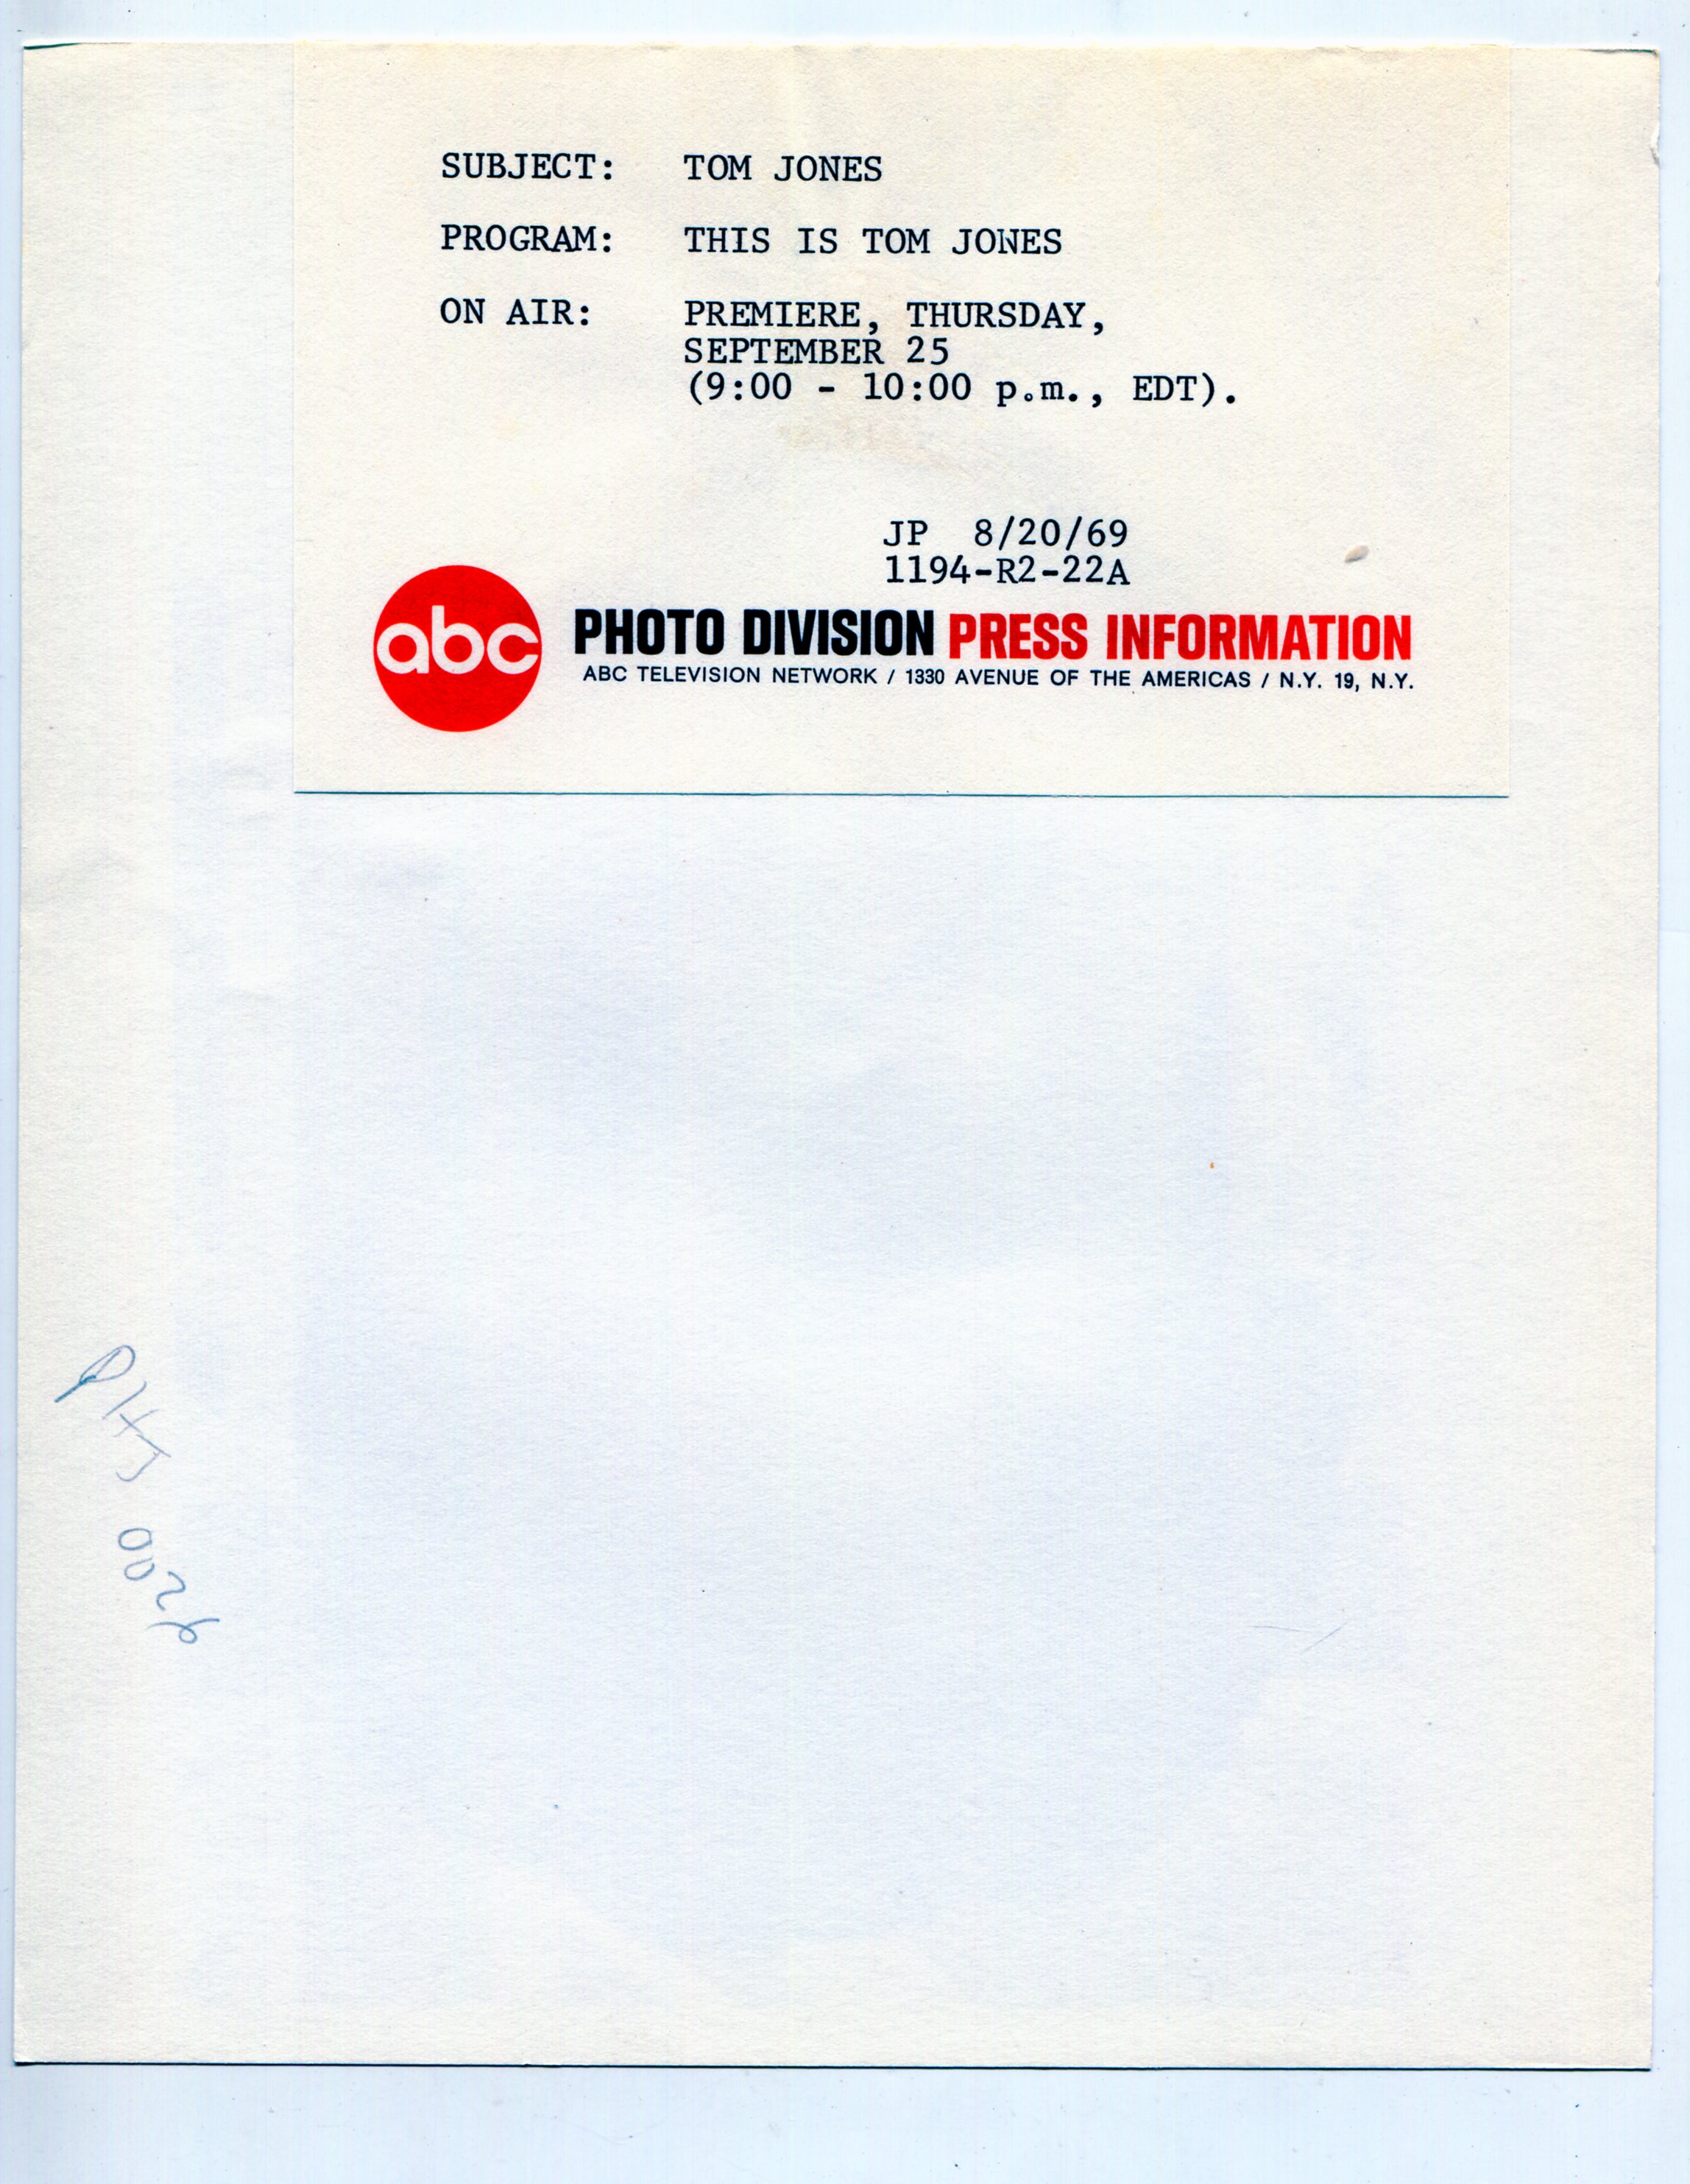 SUBJECT: TOM JONES
PROGRAM: THIS IS TOM JONES
ON AIR: PREMIERE, THURSDAY,
SEPTEMBER 25
(9:00 - 10:00 p.m., EDT).
JP 8/20/69
1194-R2-22A
abc PHOTO DIVISION PRESS INFORMATION
ABC TELEVISION NETWORK / 1330 AVENUE OF THE AMERICAS / N.Y. 19, N.Y.